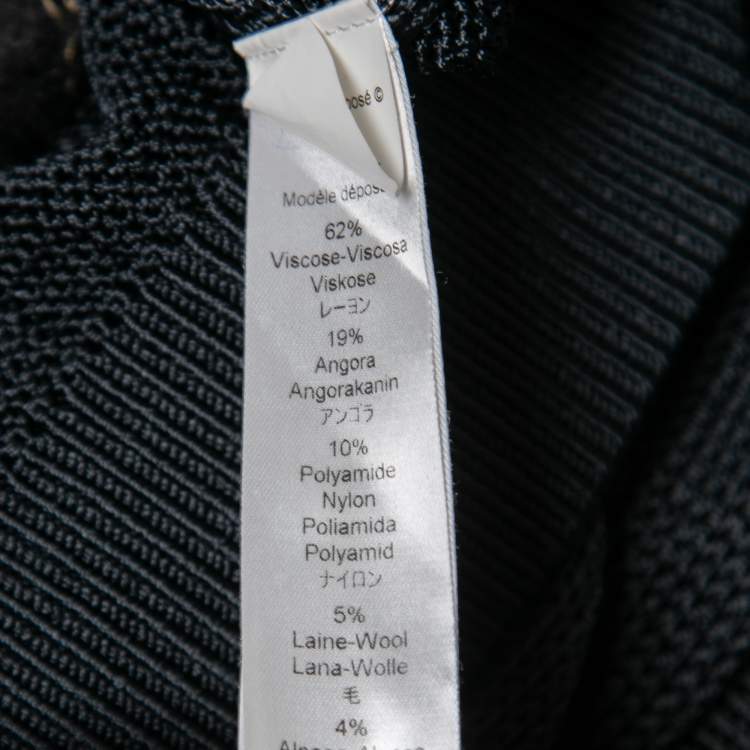 ©
Modèle
62%
Viscose-Viscosa
Viskose
レーヨン
19%
Angora
Angorakanin
アンゴラ
10%
Polyamide
Nylon
Poliamida
Polyamid
ナイロン
5%
Laine-Wool
Lana-Wolle
毛
4%